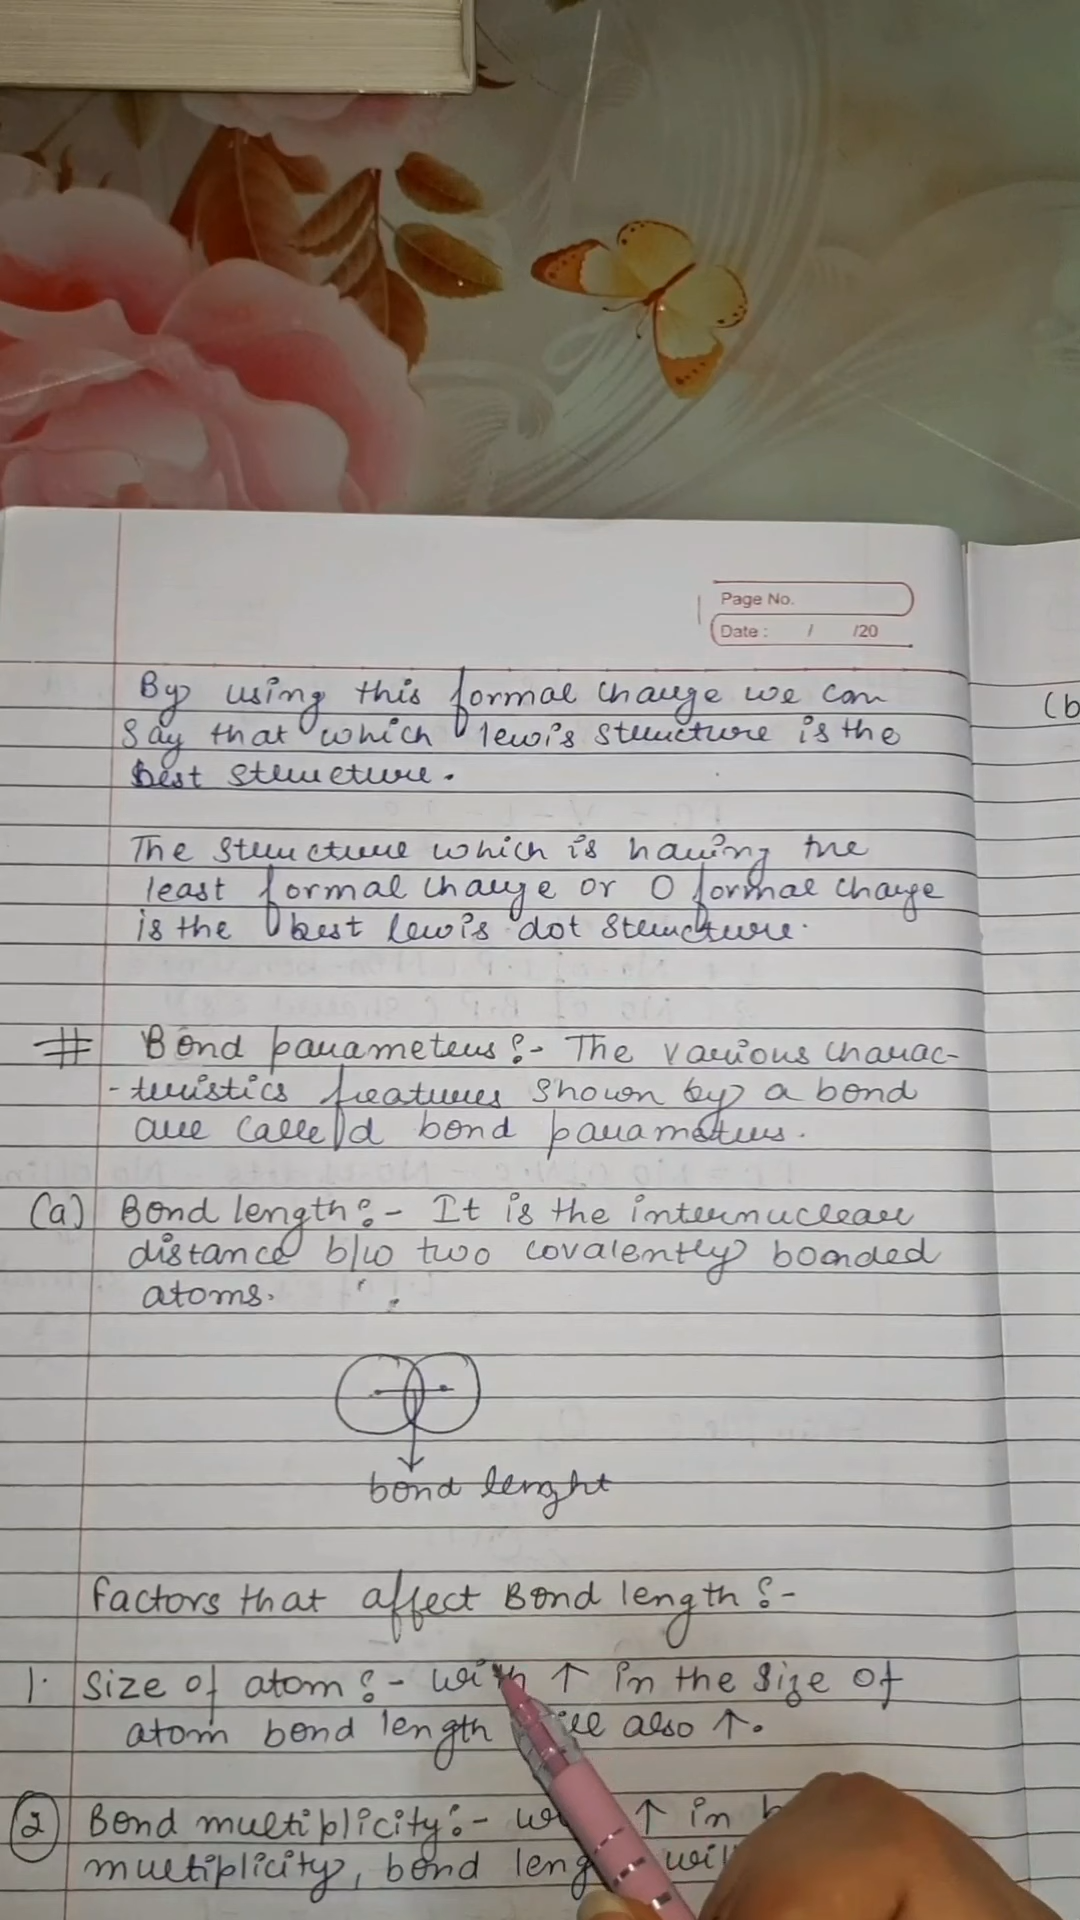 Page No.
Date : / /20
By using this formal charge we can
say that which lewis structure is the
best structure.
The structure which is having the
least formal charge or 0 formal charge
is the best lewis dot structure.
# Bond parameters :- The various charac-
-teristics features shown by a bond
are called bond parameters.
(a) Bond length :- It is the internuclear
distance b/w two covalently boanded
atoms.
bond lenght
factors that affect Bond length :-
1. Size of atom :- with ↑ in the size of
atom bond length will also ↑.
(2) Bond multiplicity :- ↑ in
multiplicity, bond
(b